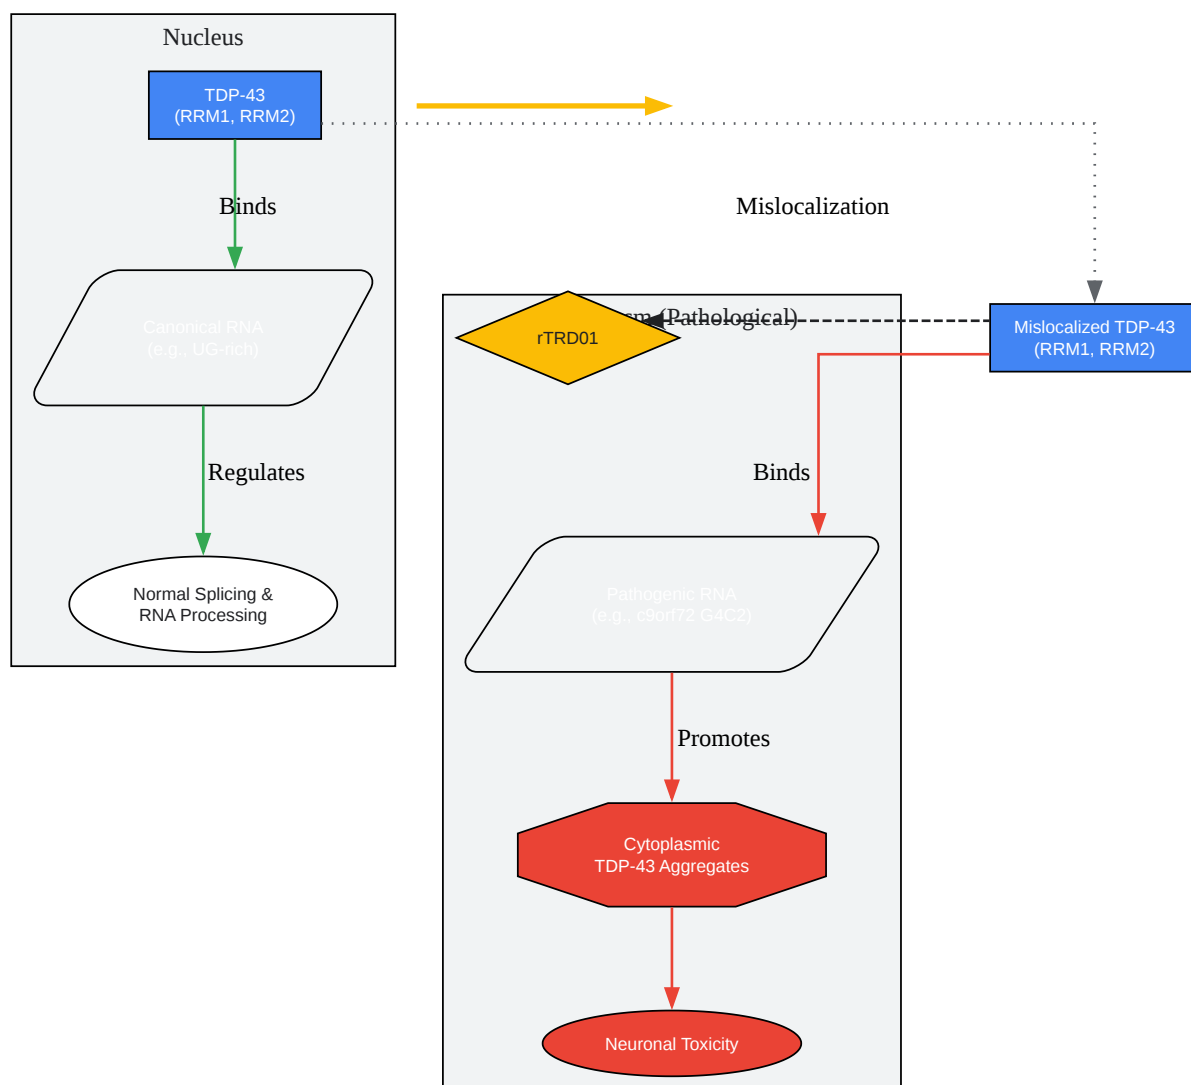 Nucleus
TDP-43
(RRM1, RRM2)
Binds
Mislocalization
Canonical RNA
(e.g., UG-rich)
(Pathological)
rTRD01
Mislocalized TDP-43
(RRM1, RRM2)
Regulates
Binds
Normal Splicing &
RNA Processing
Pathogenic RNA
(e.g., c9orf72 G4C2)
Promotes
Cytoplasmic
TDP-43 Aggregates
Neuronal Toxicity